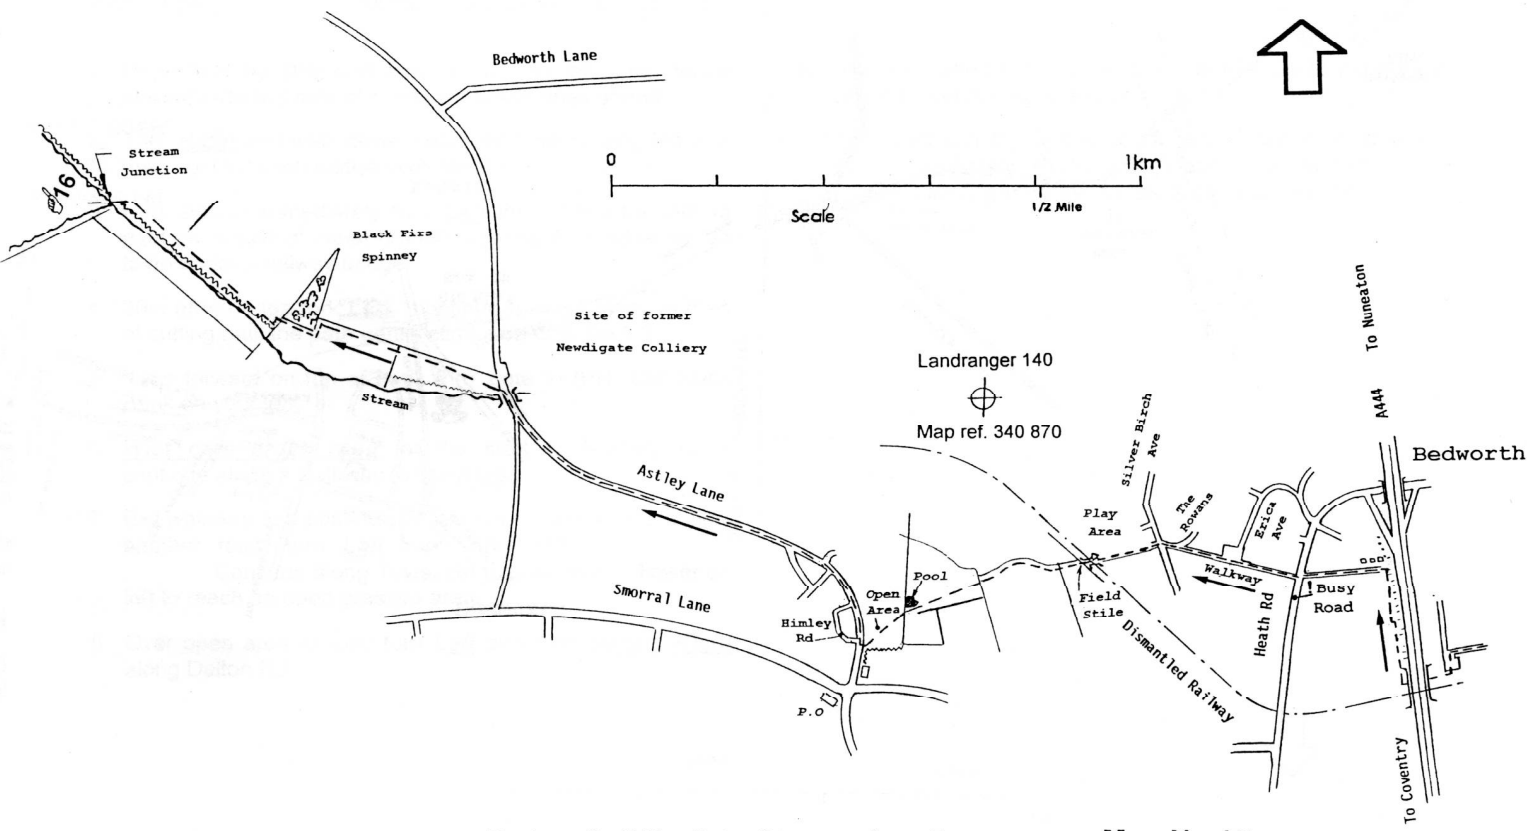 Bedworth Lane
Stream
Junction
16
0
1km
Scale
1/2 Mile
Black Firs
Spinney
Site of former
Newdigate Colliery
Landranger 140
Map ref. 340 870
To Nuneaton
A444
Bedworth
Stream
Astley Lane
Silver Birch
Ave
Play
Area
The
Rowans
Erica
Ave
Smorral Lane
Himley
Rd
Open
Area
Pool
Field
Stile
Walkway
Heath Rd
Busy
Road
Dismantled Railway
P.O
To Coventry